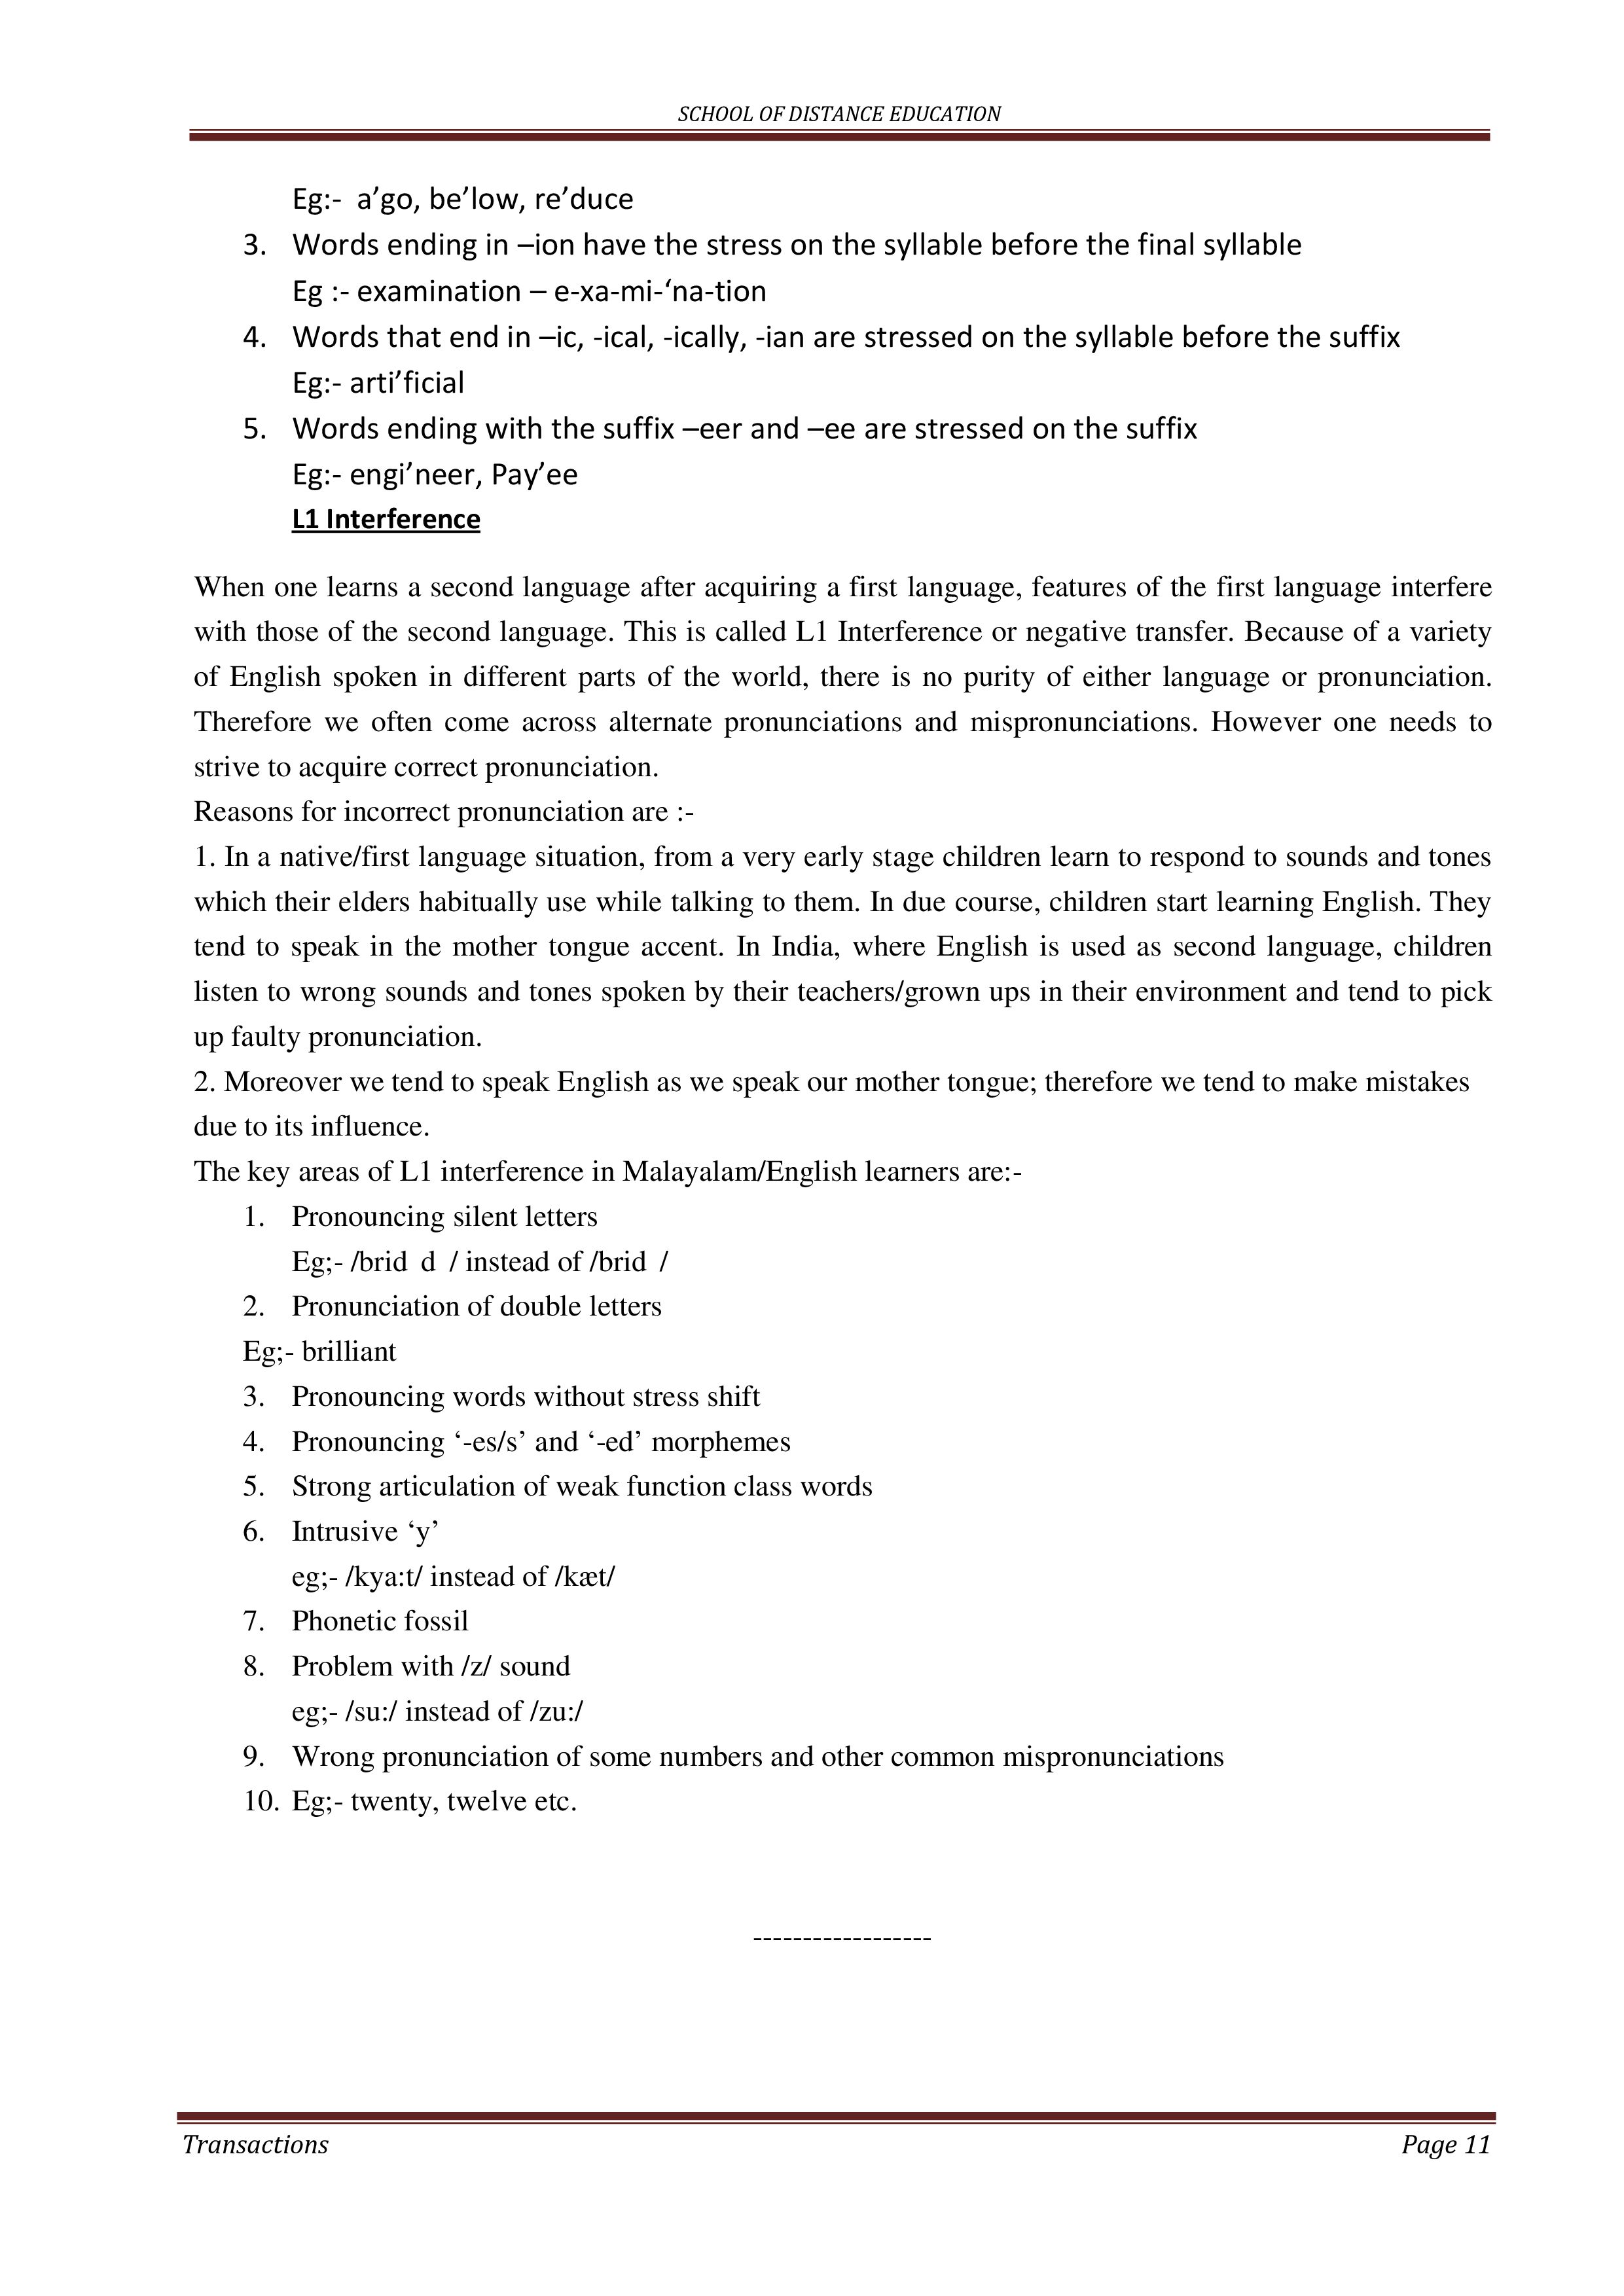 SCHOOL OF DISTANCE EDUCATION
Eg:-  a’go, be’low, re’duce
3. Words ending in –ion have the stress on the syllable before the final syllable
Eg :- examination – e-xa-mi-‘na-tion
4. Words that end in –ic, -ical, -ically, -ian are stressed on the syllable before the suffix
Eg:- arti’ficial
5. Words ending with the suffix –eer and –ee are stressed on the suffix
Eg:- engi’neer, Pay’ee
L1 Interference
When one learns a second language after acquiring a first language, features of the first language interfere
with those of the second language. This is called L1 Interference or negative transfer. Because of a variety
of English spoken in different parts of the world, there is no purity of either language or pronunciation.
Therefore we often come across alternate pronunciations and mispronunciations. However one needs to
strive to acquire correct pronunciation.
Reasons for incorrect pronunciation are :-
1. In a native/first language situation, from a very early stage children learn to respond to sounds and tones
which their elders habitually use while talking to them. In due course, children start learning English. They
tend to speak in the mother tongue accent. In India, where English is used as second language, children
listen to wrong sounds and tones spoken by their teachers/grown ups in their environment and tend to pick
up faulty pronunciation.
2. Moreover we tend to speak English as we speak our mother tongue; therefore we tend to make mistakes
due to its influence.
The key areas of L1 interference in Malayalam/English learners are:-
1. Pronouncing silent letters
Eg;- /brid  d  / instead of /brid  /
2. Pronunciation of double letters
Eg;- brilliant
3. Pronouncing words without stress shift
4. Pronouncing ‘-es/s’ and ‘-ed’ morphemes
5. Strong articulation of weak function class words
6. Intrusive ‘y’
eg;- /kya:t/ instead of /kæt/
7. Phonetic fossil
8. Problem with /z/ sound
eg;- /su:/ instead of /zu:/
9. Wrong pronunciation of some numbers and other common mispronunciations
10. Eg;- twenty, twelve etc.
------------------
Transactions
Page 11